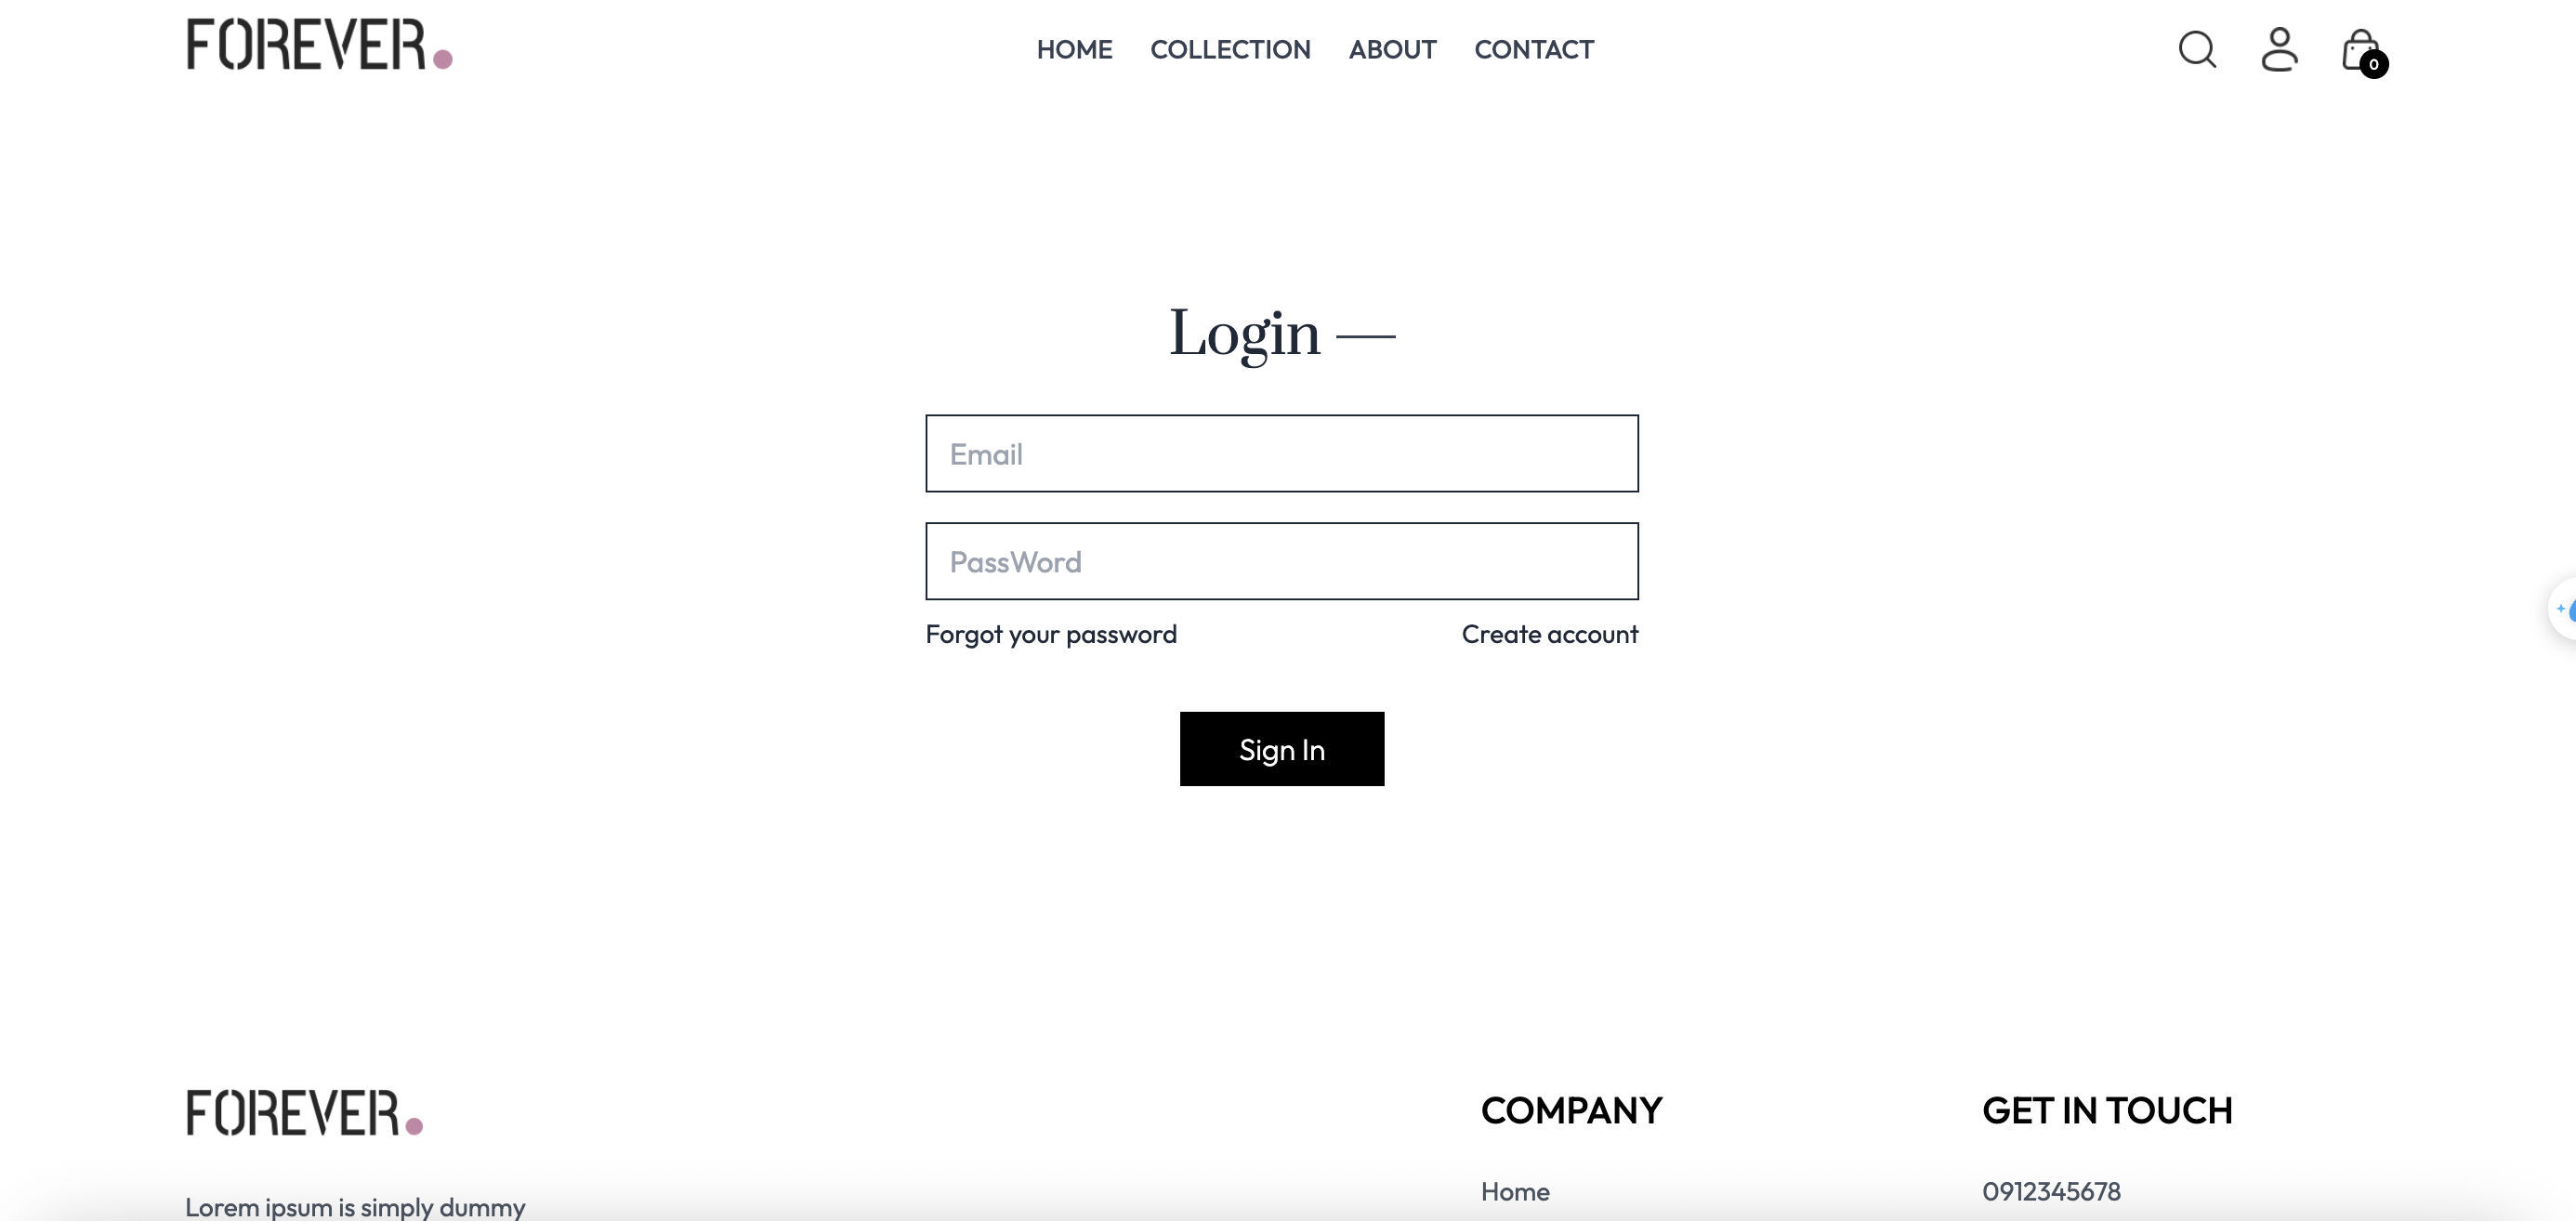 FOREVER.
HOME COLLECTION ABOUT CONTACT
0
Login —
Email
PassWord
Forgot your password Create account
Sign In
FOREVER.
COMPANY
GET IN TOUCH
Home
0912345678
Lorem ipsum is simply dummy